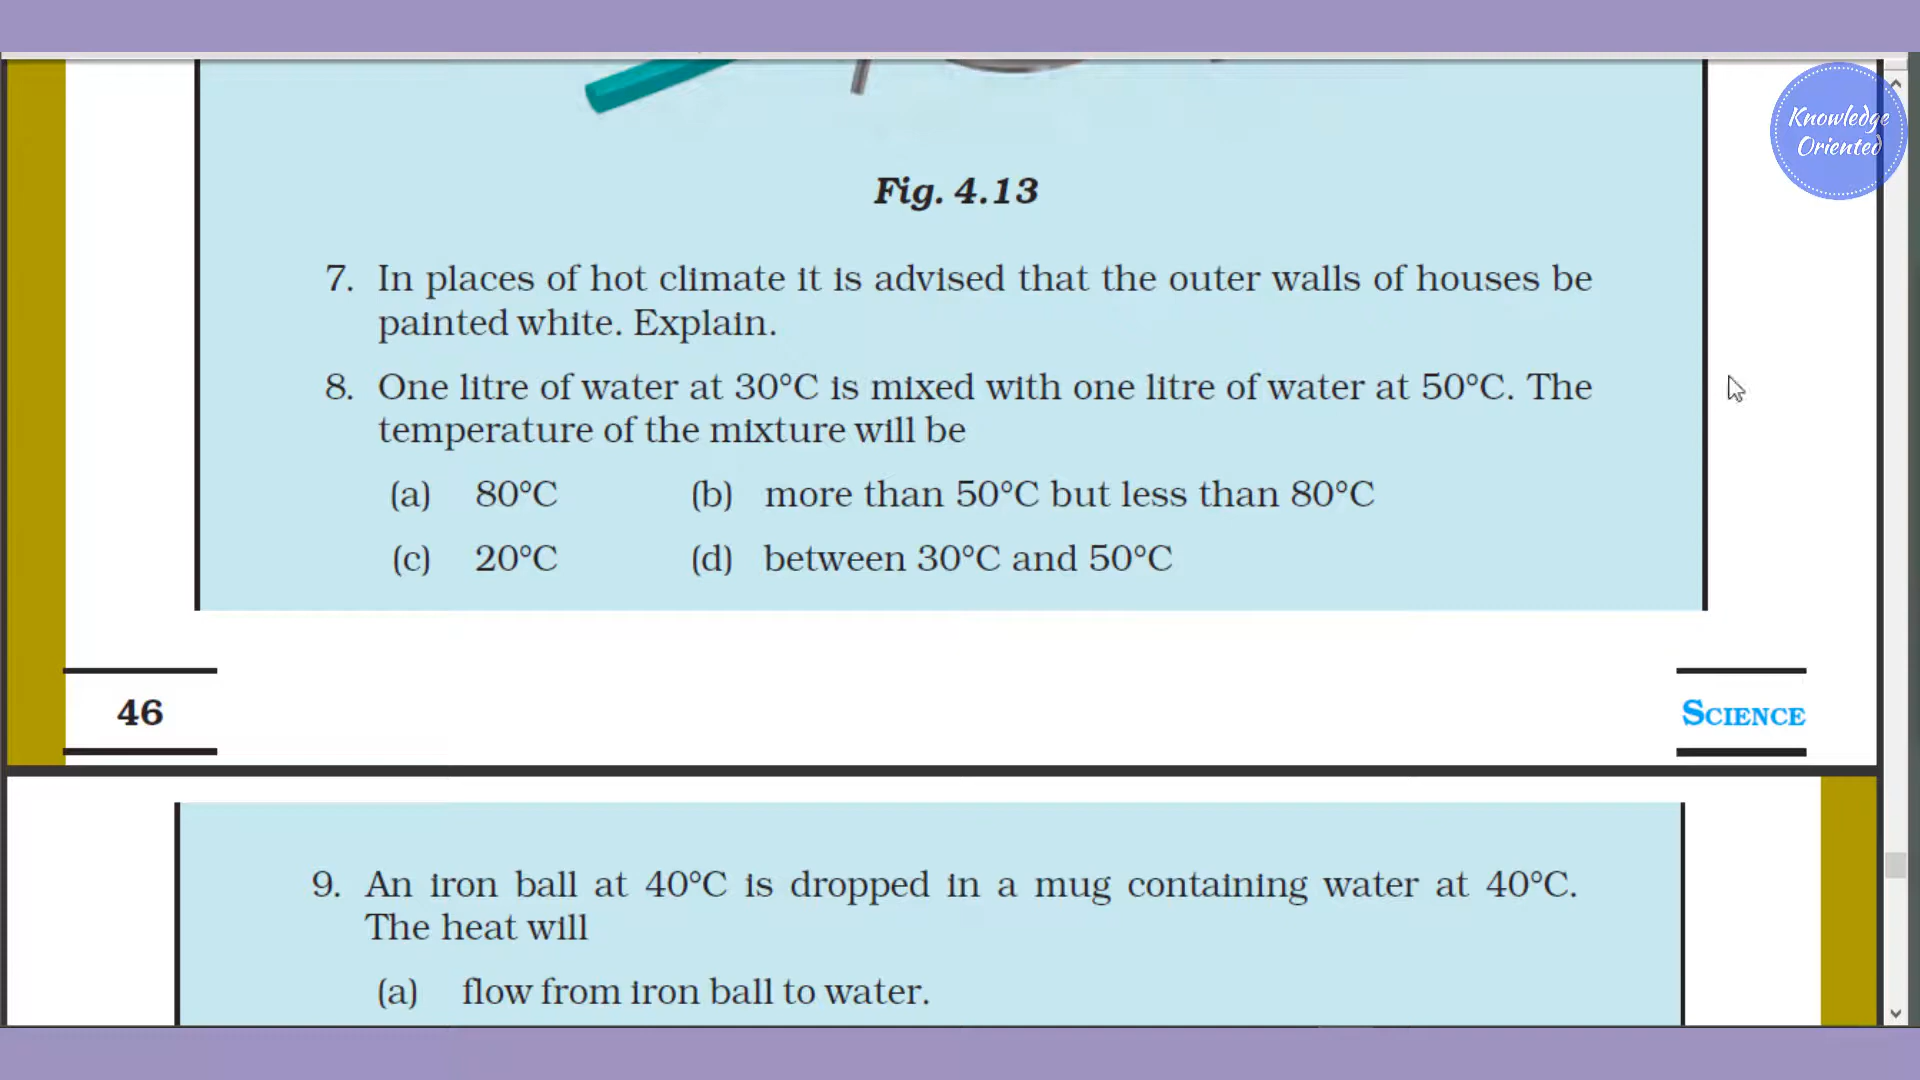 Knowledge
Oriented
Fig. 4.13
7. In places of hot climate it is advised that the outer walls of houses be
painted white. Explain.
8. One litre of water at 30°C is mixed with one litre of water at 50°C. The
temperature of the mixture will be
(a) 80°C (b) more than 50°C but less than 80°C
(c) 20°C (d) between 30°C and 50°C
46
SCIENCE
9. An iron ball at 40°C is dropped in a mug containing water at 40°C.
The heat will
(a) flow from iron ball to water.